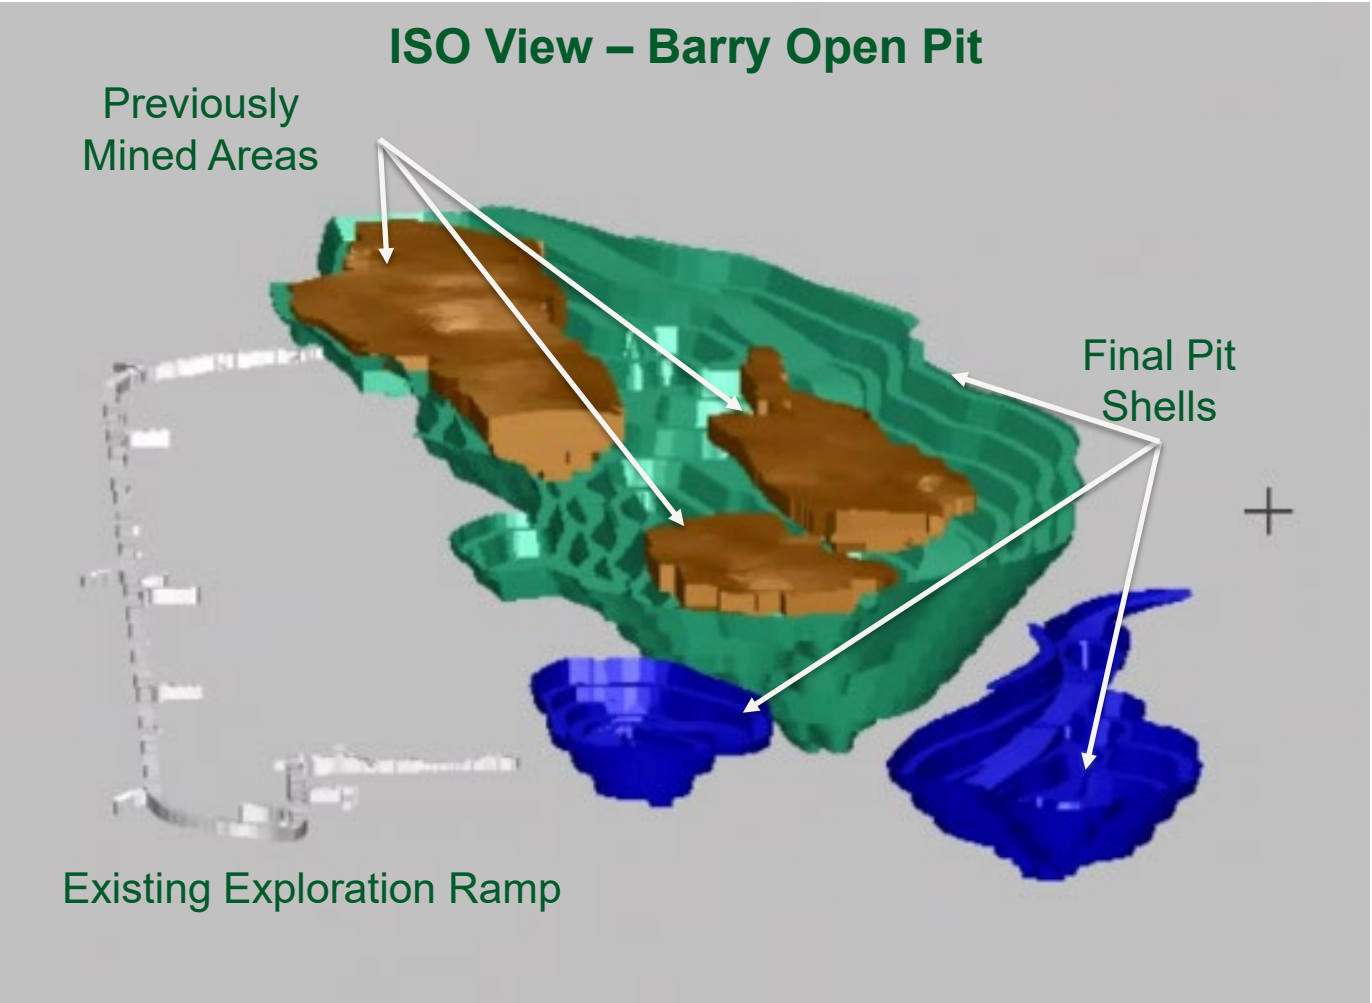 ISO View – Barry Open Pit
Previously
Mined Areas
Final Pit
Shells
Existing Exploration Ramp